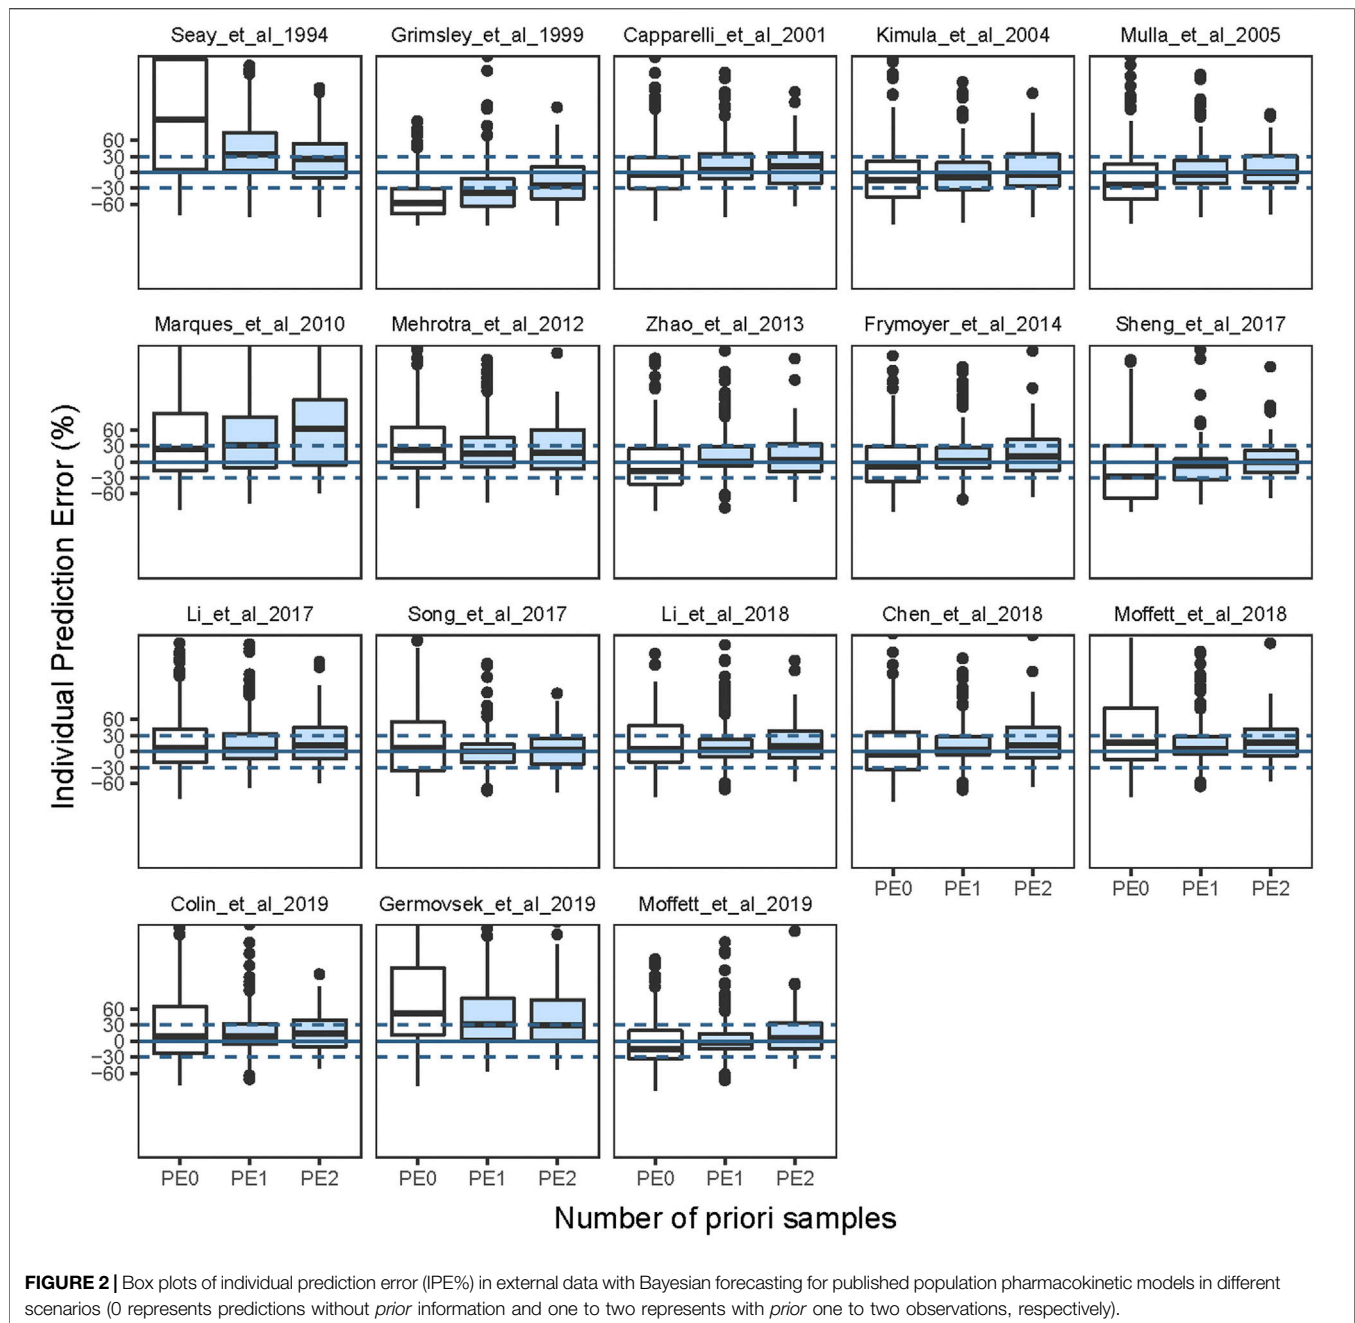 Seay_et_al_1994 Grimsley_et_al_1999 Capparelli_et_al_2001 Kimula_et_al_2004 Mulla_et_al_2005
60
30
0
−30
−60
Marques_et_al_2010 Mehrotra_et_al_2012 Zhao_et_al_2013 Frymoyer_et_al_2014 Sheng_et_al_2017
60
30
0
−30
−60
Individual Prediction Error (%)
Li_et_al_2017 Song_et_al_2017 Li_et_al_2018 Chen_et_al_2018 Moffett_et_al_2018
60
30
0
−30
−60
PE0 PE1 PE2 PE0 PE1 PE2
Colin_et_al_2019 Germovsek_et_al_2019 Moffett_et_al_2019
60
30
0
−30
−60
PE0 PE1 PE2 PE0 PE1 PE2 PE0 PE1 PE2
Number of priori samples
FIGURE 2 | Box plots of individual prediction error (IPE%) in external data with Bayesian forecasting for published population pharmacokinetic models in different
scenarios (0 represents predictions without prior information and one to two represents with prior one to two observations, respectively).